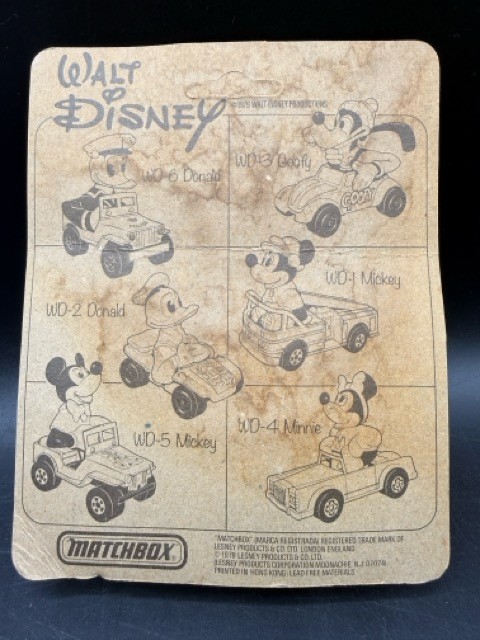 WALT
DISNEY
© 1979 WALT DISNEY PRODUCTIONS
WD-6 Donald
WD-3 Goofy
GOOFY
WD-1 Mickey
WD-2 Donald
WD-5 Mickey
WD-4 Minnie
MATCHBOX
"MATCHBOX" (MARCA REGISTRADA) REGISTERED TRADE MARK OF
LESNEY PRODUCTS & CO. LTD. LONDON ENGLAND
© 1979 LESNEY PRODUCTS & CO. LTD.
LESNEY PRODUCTS CORPORATION MOONACHIE, N.J. 07074
PRINTED IN HONG KONG. LEAD FREE MATERIALS